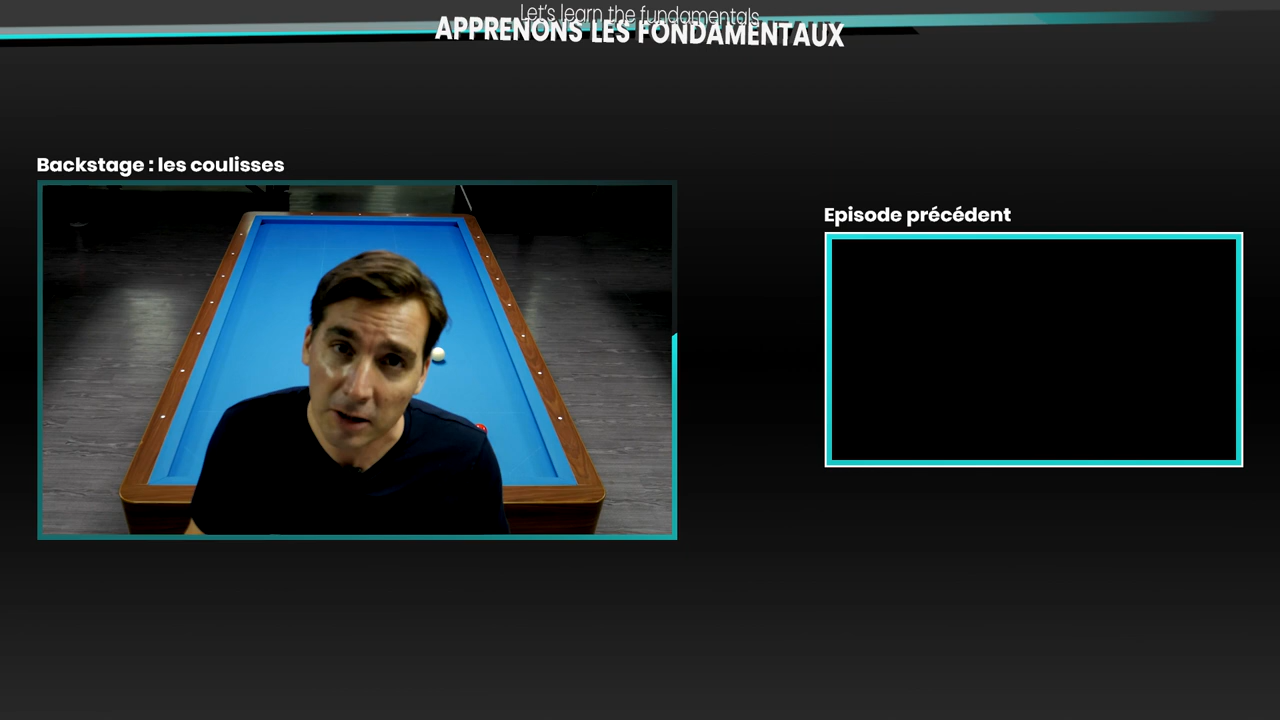 Let's learn the fundamentals
APPRENONS LES FONDAMENTAUX
Backstage : les coulisses
Episode précédent